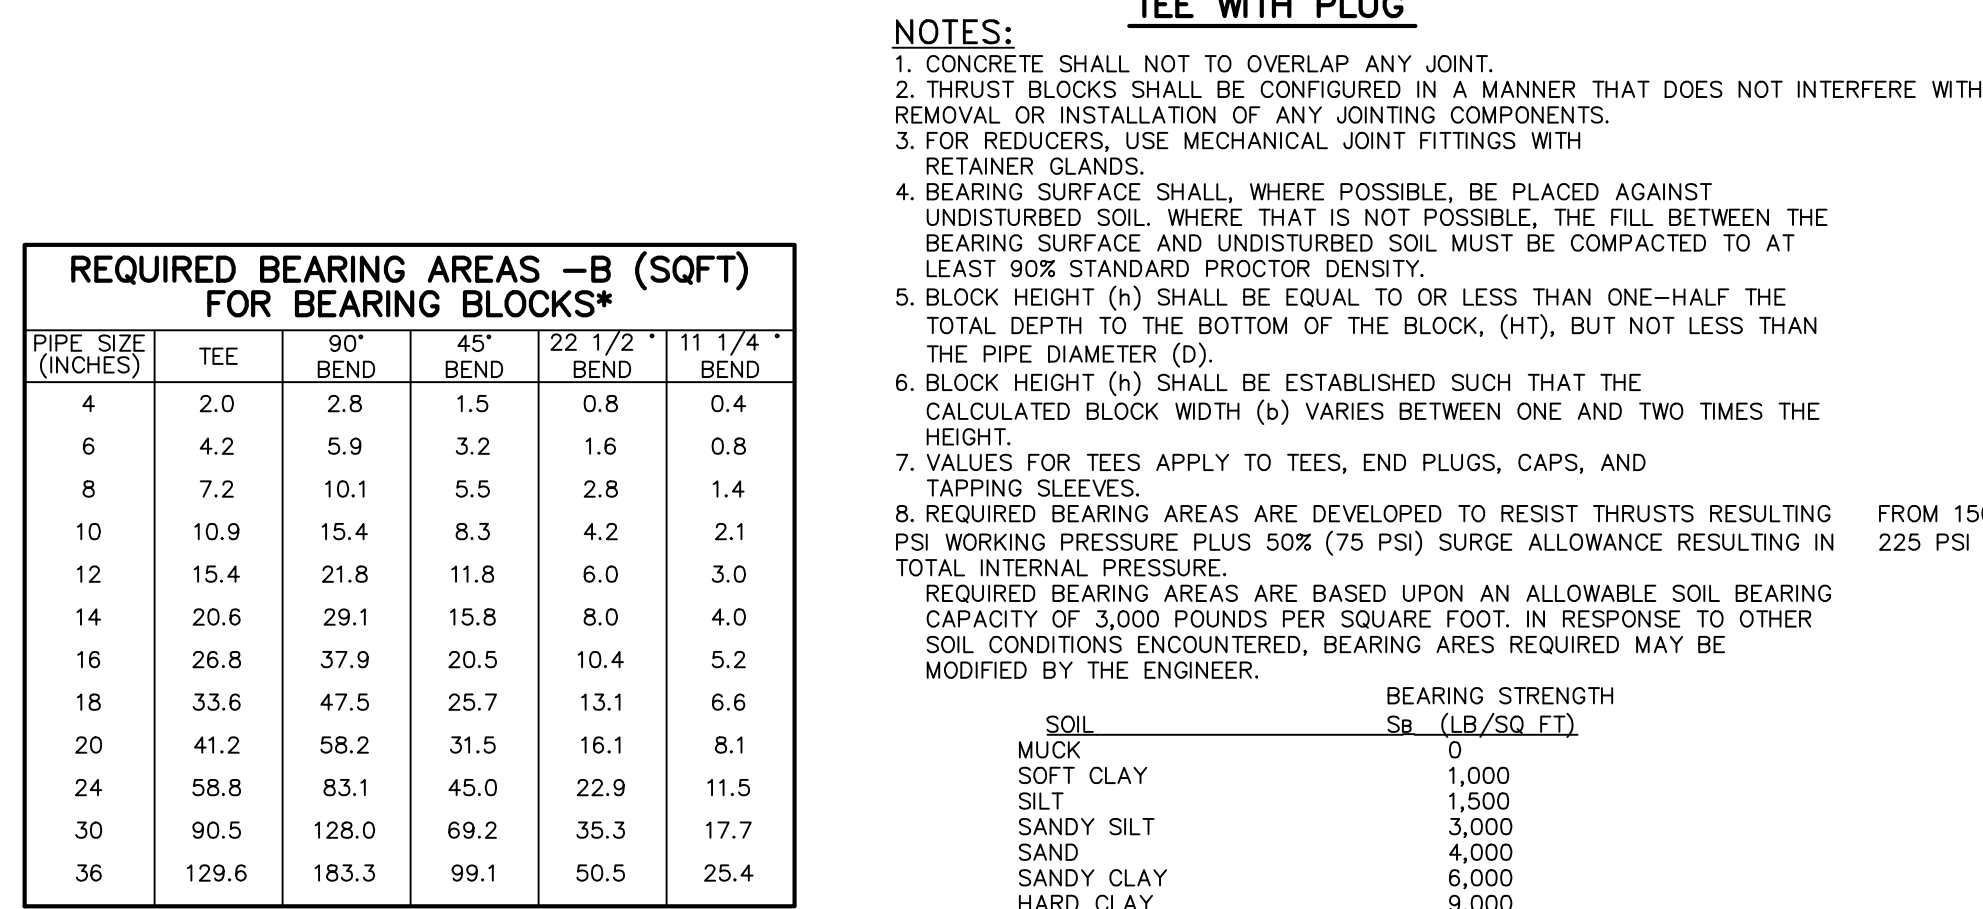 TEE WITH PLUG
NOTES:
1. CONCRETE SHALL NOT TO OVERLAP ANY JOINT.
2. THRUST BLOCKS SHALL BE CONFIGURED IN A MANNER THAT DOES NOT INTERFERE WITH
REMOVAL OR INSTALLATION OF ANY JOINTING COMPONENTS.
3. FOR REDUCERS, USE MECHANICAL JOINT FITTINGS WITH
RETAINER GLANDS.
4. BEARING SURFACE SHALL, WHERE POSSIBLE, BE PLACED AGAINST
UNDISTURBED SOIL. WHERE THAT IS NOT POSSIBLE, THE FILL BETWEEN THE
BEARING SURFACE AND UNDISTURBED SOIL MUST BE COMPACTED TO AT
LEAST 90% STANDARD PROCTOR DENSITY.
5. BLOCK HEIGHT (h) SHALL BE EQUAL TO OR LESS THAN ONE-HALF THE
TOTAL DEPTH TO THE BOTTOM OF THE BLOCK, (HT), BUT NOT LESS THAN
THE PIPE DIAMETER (D).
6. BLOCK HEIGHT (h) SHALL BE ESTABLISHED SUCH THAT THE
CALCULATED BLOCK WIDTH (b) VARIES BETWEEN ONE AND TWO TIMES THE
HEIGHT.
7. VALUES FOR TEES APPLY TO TEES, END PLUGS, CAPS, AND
TAPPING SLEEVES.
8. REQUIRED BEARING AREAS ARE DEVELOPED TO RESIST THRUSTS RESULTING FROM 150
PSI WORKING PRESSURE PLUS 50% (75 PSI) SURGE ALLOWANCE RESULTING IN 225 PSI
TOTAL INTERNAL PRESSURE.
REQUIRED BEARING AREAS ARE BASED UPON AN ALLOWABLE SOIL BEARING
CAPACITY OF 3,000 POUNDS PER SQUARE FOOT. IN RESPONSE TO OTHER
SOIL CONDITIONS ENCOUNTERED, BEARING ARES REQUIRED MAY BE
MODIFIED BY THE ENGINEER.
BEARING STRENGTH
SOIL SB (LB/SQ FT)
MUCK 0
SOFT CLAY 1,000
SILT 1,500
SANDY SILT 3,000
SAND 4,000
SANDY CLAY 6,000
HARD CLAY 9,000
REQUIRED BEARING AREAS -B (SQFT)
FOR BEARING BLOCKS*
PIPE SIZE (INCHES) TEE 90° BEND 45° BEND 22 1/2 ° BEND 11 1/4 ° BEND
4 2.0 2.8 1.5 0.8 0.4
6 4.2 5.9 3.2 1.6 0.8
8 7.2 10.1 5.5 2.8 1.4
10 10.9 15.4 8.3 4.2 2.1
12 15.4 21.8 11.8 6.0 3.0
14 20.6 29.1 15.8 8.0 4.0
16 26.8 37.9 20.5 10.4 5.2
18 33.6 47.5 25.7 13.1 6.6
20 41.2 58.2 31.5 16.1 8.1
24 58.8 83.1 45.0 22.9 11.5
30 90.5 128.0 69.2 35.3 17.7
36 129.6 183.3 99.1 50.5 25.4